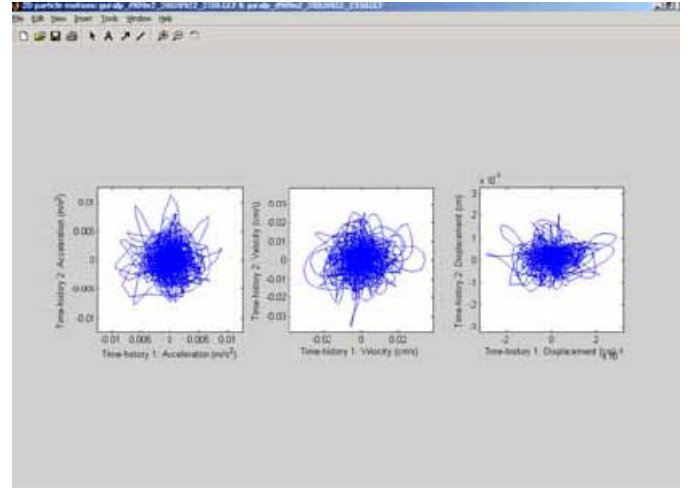 2D particle motions:
File Edit View Insert Tools Window Help
Time-history 2: Acceleration (m/s²)
0.01
0.005
0
-0.005
-0.01
-0.01 -0.005 0 0.005 0.01
Time-history 1: Acceleration (m/s²)
Time-history 2: Velocity (cm/s)
0.03
0.02
0.01
0
-0.01
-0.02
-0.03
-0.02 0 0.02
Time-history 1: Velocity (cm/s)
Time-history 2: Displacement (cm)
3
2
1
0
-1
-2
-3
-2 0 2
Time-history 1: Displacement (cm)